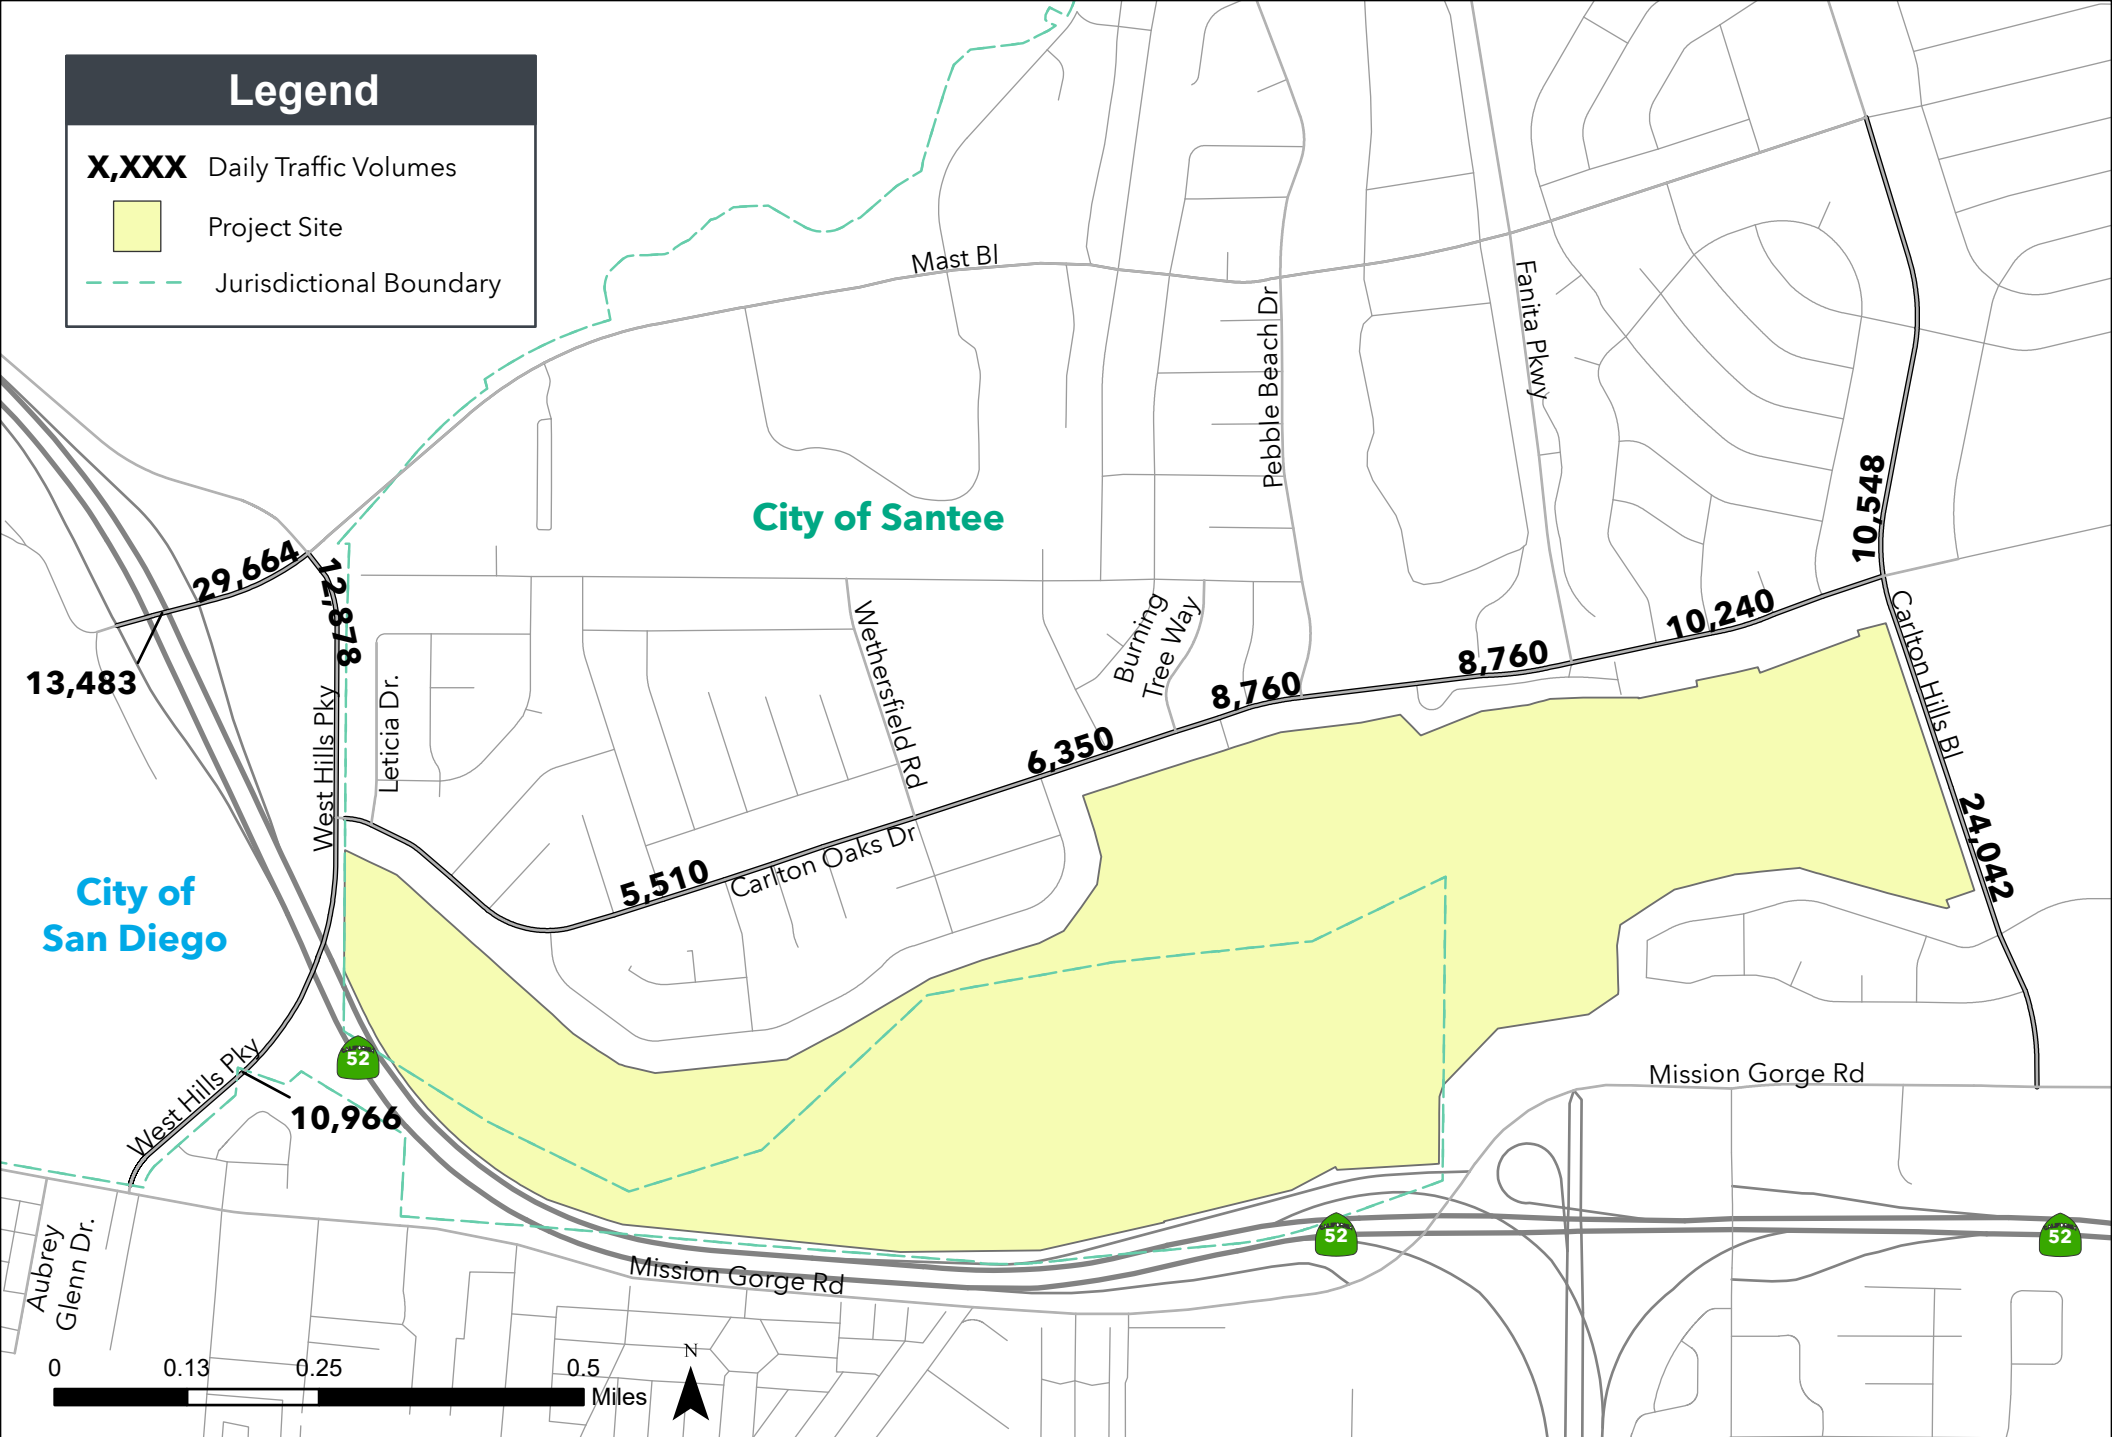 Legend
X,XXX Daily Traffic Volumes
Project Site
Jurisdictional Boundary
Mast Bl
Pebble Beach Dr
Fanita Pkwy
10,548
City of Santee
29,664
12,878
13,483
West Hills Pky
Leticia Dr.
Wethersfield Rd
Burning
Tree Way
8,760
8,760
10,240
6,350
5,510
Carlton Oaks Dr
Carlton Hills Bl
24,042
City of
San Diego
52
West Hills Pky
10,966
Mission Gorge Rd
52
52
Mission Gorge Rd
Aubrey
Glenn Dr.
0 0.13 0.25 0.5
Miles
N